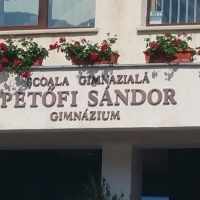 ȘCOALA GIMNAZIALĂ
PETŐFI SÁNDOR
GIMNÁZIUM